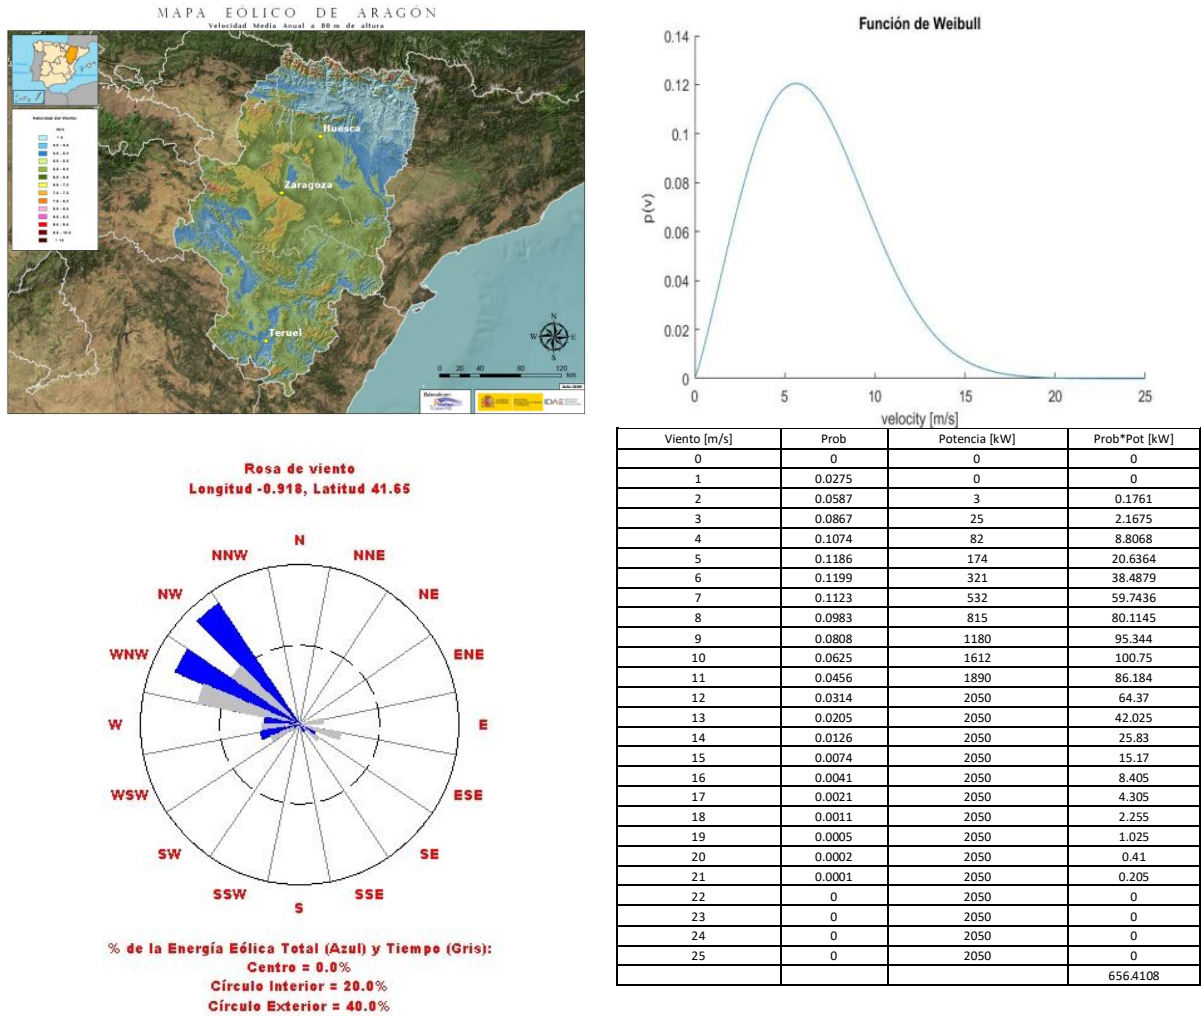 MAPA EÓLICO DE ARAGÓN
Velocidad Media Anual a 80 m de altura
Velocidad del Viento:
m/s
Huesca
Zaragoza
Teruel
N
W E
S
0 20 40 80 120
km
Julio 2009
IDAE
Función de Weibull
0.14
0.12
0.1
0.08
0.06
0.04
0.02
0
p(v)
0 5 10 15 20 25
velocity [m/s]
Rosa de viento
Longitud -0.918, Latitud 41.65
N
NNW NNE
NW NE
WNW ENE
W E
WSW ESE
SW SE
SSW SSE
S
% de la Energía Eólica Total (Azul) y Tiempo (Gris):
Centro = 0.0%
Círculo Interior = 20.0%
Círculo Exterior = 40.0%
Viento [m/s] Prob Potencia [kW] Prob*Pot [kW]
0 0 0 0
1 0.0275 0 0
2 0.0587 3 0.1761
3 0.0867 25 2.1675
4 0.1074 82 8.8068
5 0.1186 174 20.6364
6 0.1199 321 38.4879
7 0.1123 532 59.7436
8 0.0983 815 80.1145
9 0.0808 1180 95.344
10 0.0625 1612 100.75
11 0.0456 1890 86.184
12 0.0314 2050 64.37
13 0.0205 2050 42.025
14 0.0126 2050 25.83
15 0.0074 2050 15.17
16 0.0041 2050 8.405
17 0.0021 2050 4.305
18 0.0011 2050 2.255
19 0.0005 2050 1.025
20 0.0002 2050 0.41
21 0.0001 2050 0.205
22 0 2050 0
23 0 2050 0
24 0 2050 0
25 0 2050 0
656.4108